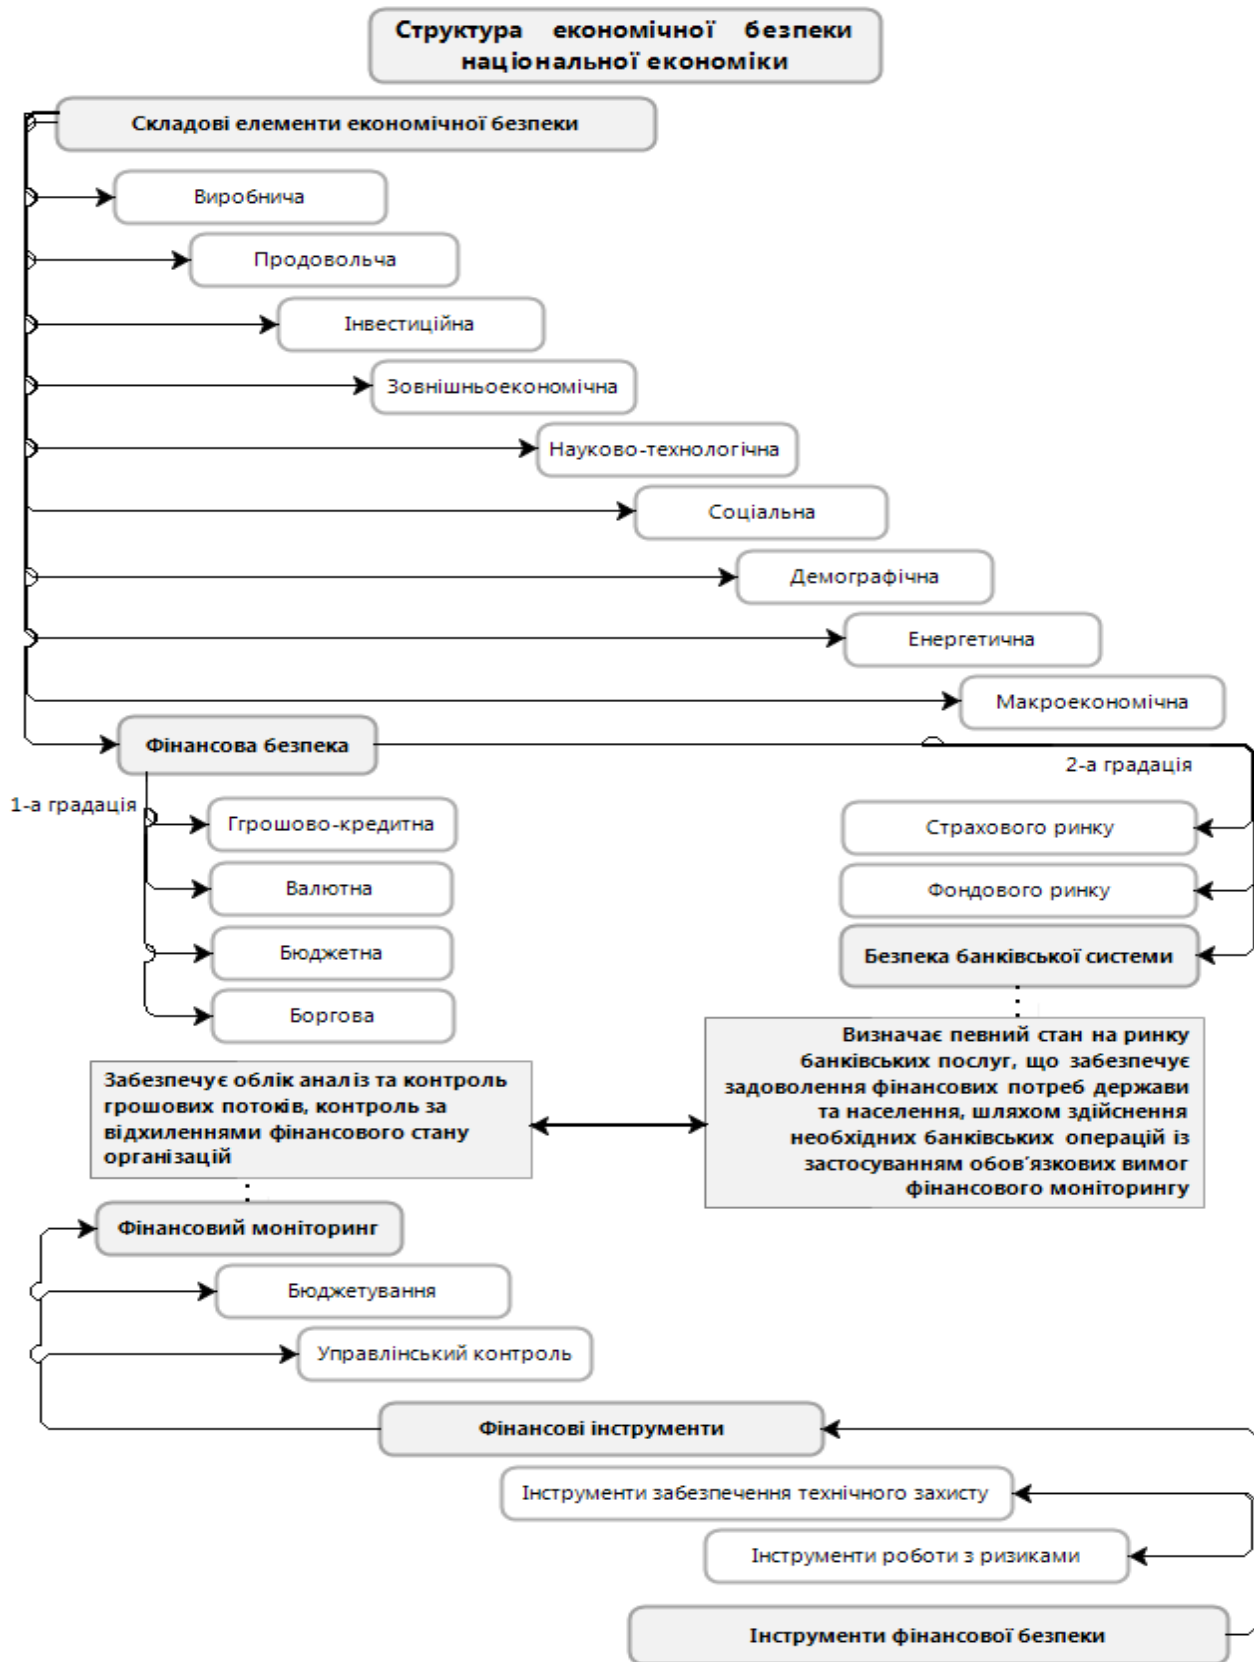 Структура економічної безпеки
національної економіки
Складові елементи економічної безпеки
Виробнича
Продовольча
Інвестиційна
Зовнішньоекономічна
Науково-технологічна
Соціальна
Демографічна
Енергетична
Макроекономічна
Фінансова безпека
2-а градація
1-а градація
Ггрошово-кредитна
Валютна
Бюджетна
Боргова
Страхового ринку
Фондового ринку
Безпека банківської системи
Забезпечує облік аналіз та контроль
грошових потоків, контроль за
відхиленнями фінансового стану
організацій
Визначає певний стан на ринку
банківських послуг, що забезпечує
задоволення фінансових потреб держави
та населення, шляхом здійснення
необхідних банківських операцій із
застосуванням обов’язкових вимог
фінансового моніторингу
Фінансовий моніторинг
Бюджетування
Управлінський контроль
Фінансові інструменти
Інструменти забезпечення технічного захисту
Інструменти роботи з ризиками
Інструменти фінансової безпеки